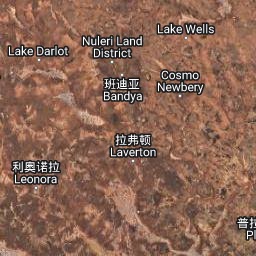 Lake Wells
Nuleri Land
District
Lake Darlot
Cosmo
Newbery
班迪亚
Bandya
拉弗顿
Laverton
利奥诺拉
Leonora
普拉